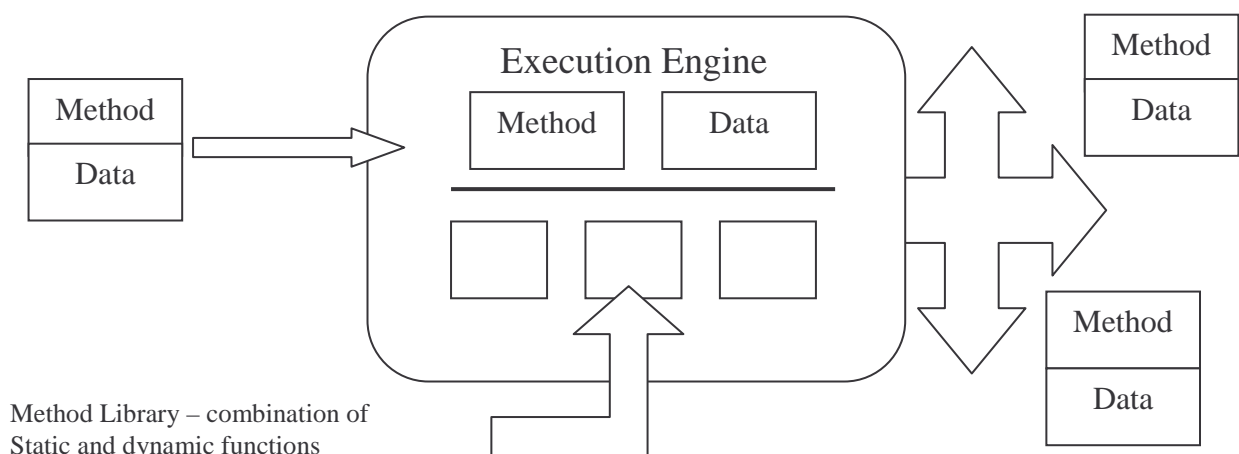 Execution Engine
Method
Data
Method
Data
Method
Data
Method
Data
Method Library – combination of
Static and dynamic functions